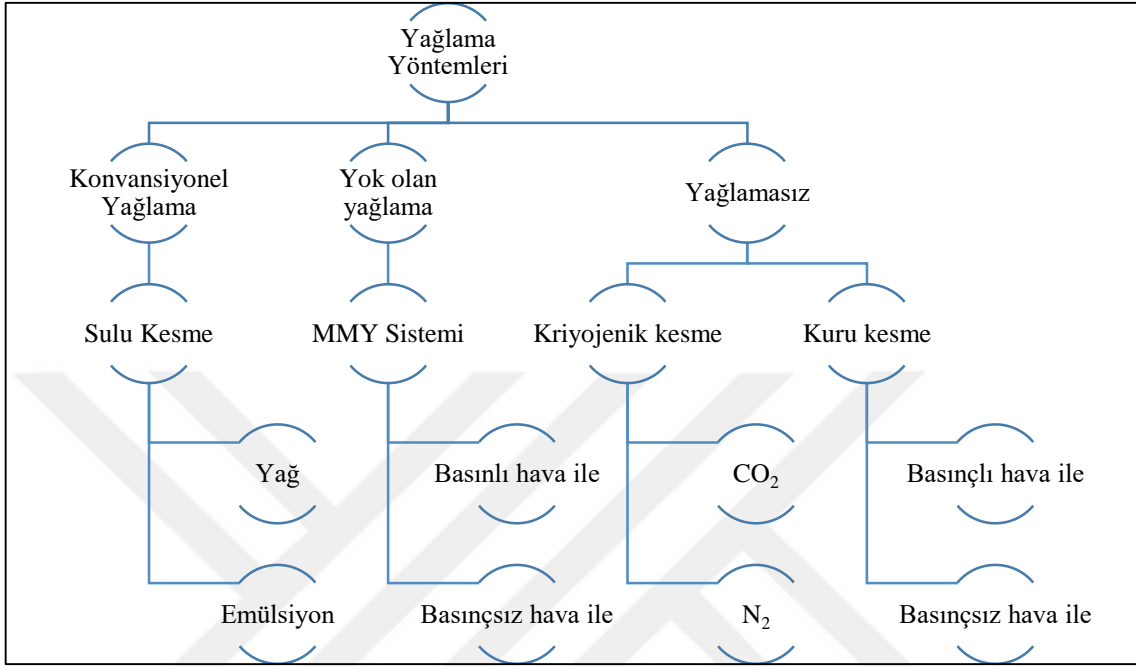 Yağlama
Yöntemleri
Konvansiyonel
Yağlama
Yok olan
yağlama
Yağlamasız
Sulu Kesme
MMY Sistemi
Kriyojenik kesme
Kuru kesme
Yağ
Basınlı hava ile
CO₂
Basınçlı hava ile
Emülsiyon
Basınçsız hava ile
N₂
Basınçsız hava ile